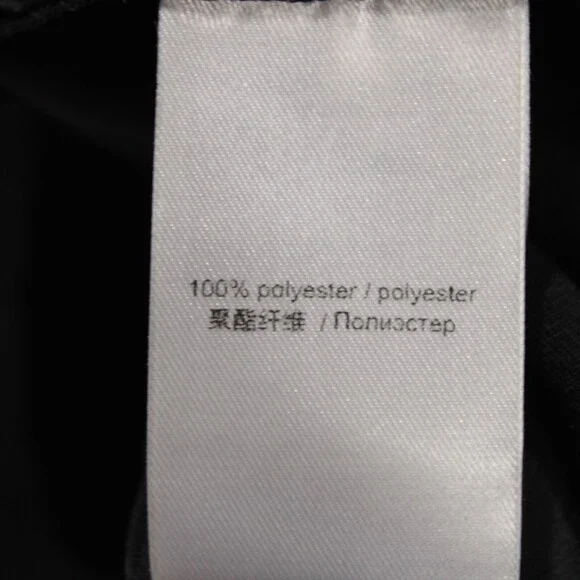 100% polyester / polyester
聚酯纤维 / Полиэстер